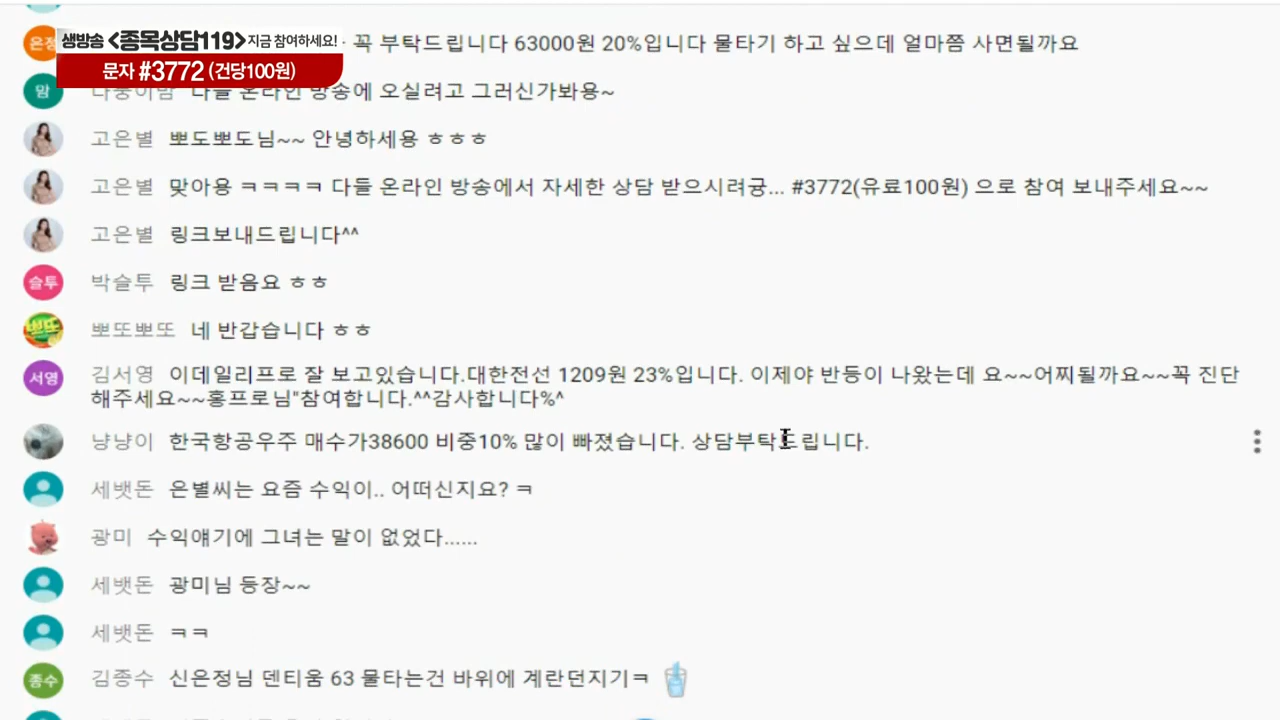 생방송 <종목상담119> 지금 참여하세요!
문자 #3772 (건당100원)
은정 꼭 부탁드립니다 63000원 20%입니다 물타기 하고 싶으데 얼마쯤 사면될까요
맘 다들 온라인 방송에 오실려고 그러신가봐용~
고은별 뽀도뽀도님~~ 안녕하세용 ㅎㅎㅎ
고은별 맞아용 ㅋㅋㅋㅋ 다들 온라인 방송에서 자세한 상담 받으시려궁... #3772(유료100원) 으로 참여 보내주세요~~
고은별 링크보내드립니다^^
슬투 박슬투 링크 받음요 ㅎㅎ
뽀또 뽀또뽀또 네 반갑습니다 ㅎㅎ
서영 김서영 이데일리프로 잘 보고있습니다.대한전선 1209원 23%입니다. 이제야 반등이 나왔는데 요~~어찌될까요~~꼭 진단
해주세요~~홍프로님"참여합니다.^^감사합니다%^
냥냥이 한국항공우주 매수가38600 비중10% 많이 빠졌습니다. 상담부탁드립니다.
세뱃돈 은별씨는 요즘 수익이.. 어떠신지요? ㅋ
광미 수익얘기에 그녀는 말이 없었다......
세뱃돈 광미님 등장~~
세뱃돈 ㅋㅋ
종수 김종수 신은정님 덴티움 63 물타는건 바위에 계란던지기ㅋ